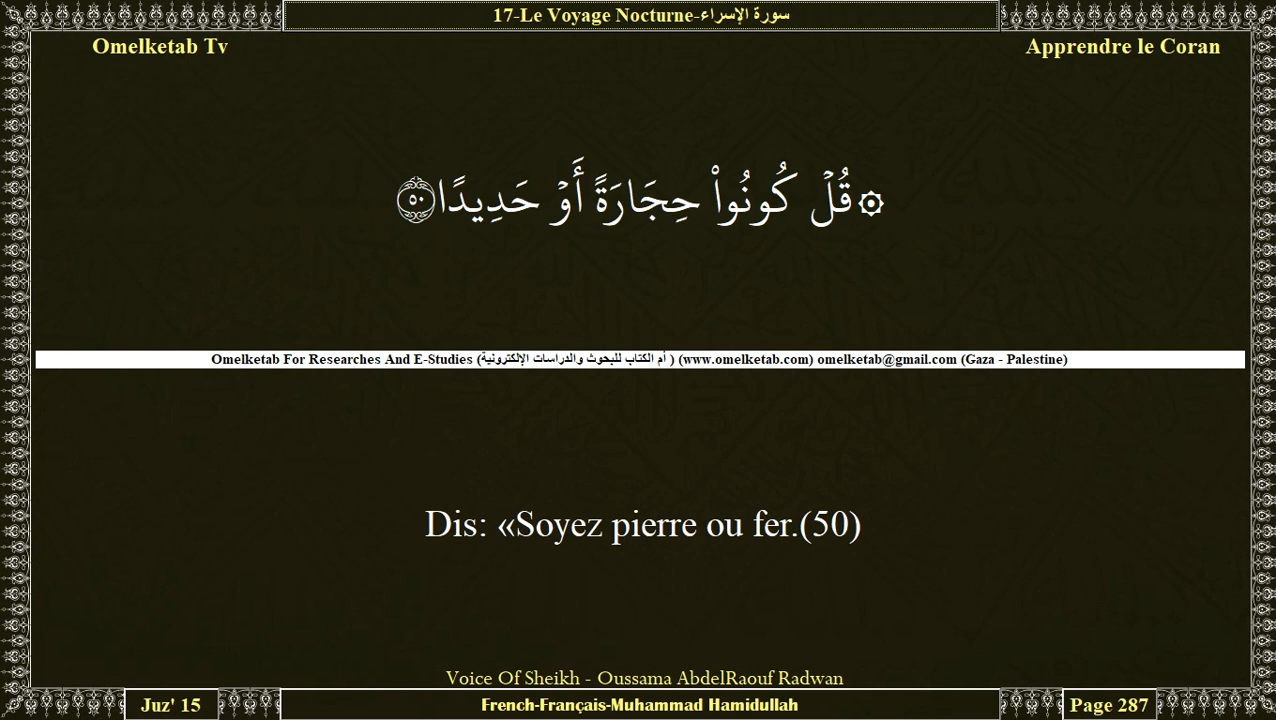 17-Le Voyage Nocturne-سورة الإسراء
Omelketab Tv
Apprendre le Coran
۞قُلۡ كُونُواْ حِجَارَةً أَوۡ حَدِيدًا ٥٠
Omelketab For Researches And E-Studies (أم الكتاب للبحوث والدراسات الإلكترونية ) (www.omelketab.com) omelketab@gmail.com (Gaza - Palestine)
Dis: «Soyez pierre ou fer.(50)
Voice Of Sheikh - Oussama AbdelRaouf Radwan
Juz' 15
French-Français-Muhammad Hamidullah
Page 287